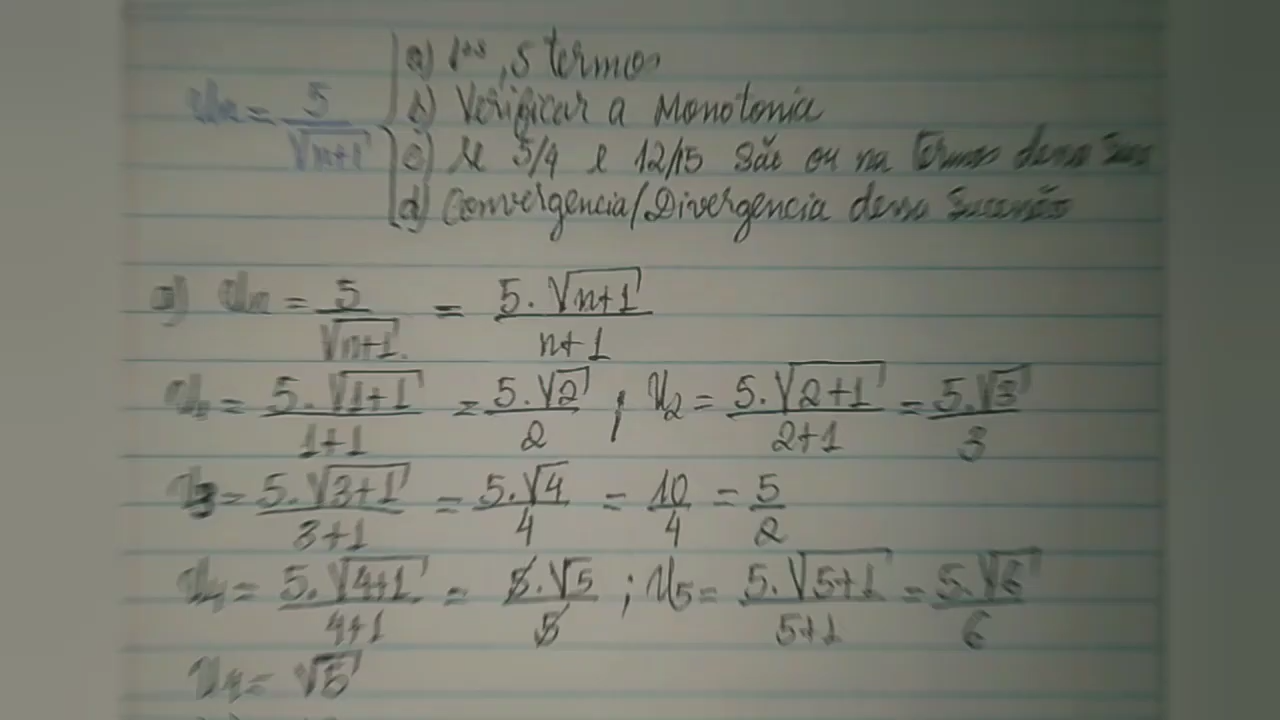 Un = 5/√n+1
a) 1os, 5 termos
b) Verificar a Monotonia
c) Se 5/4 e 12/15 São ou na termos dessa
d) Convergencia/Divergencia dessa Sucessão
a) Un = 5/√n+1 = 5.√n+1/n+1
U1 = 5.√1+1/1+1 = 5.√2/2 ; U2 = 5.√2+1/2+1 = 5.√3/3
U3 = 5.√3+1/3+1 = 5.√4/4 = 10/4 = 5/2
U4 = 5.√4+1/4+1 = 5.√5/5 ; U5 = 5.√5+1/5+1 = 5.√6/6
U4 = √5